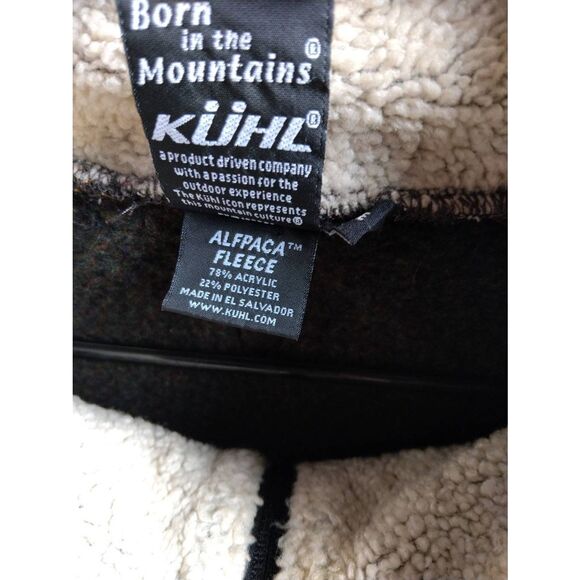 Born
in the ®
Mountains
KÜHL®
a product driven company
with a passion for the
outdoor experience
The Kühl icon represents
this mountain culture®
ALFPACA™
FLEECE
78% ACRYLIC
22% POLYESTER
MADE IN EL SALVADOR
WWW.KUHL.COM